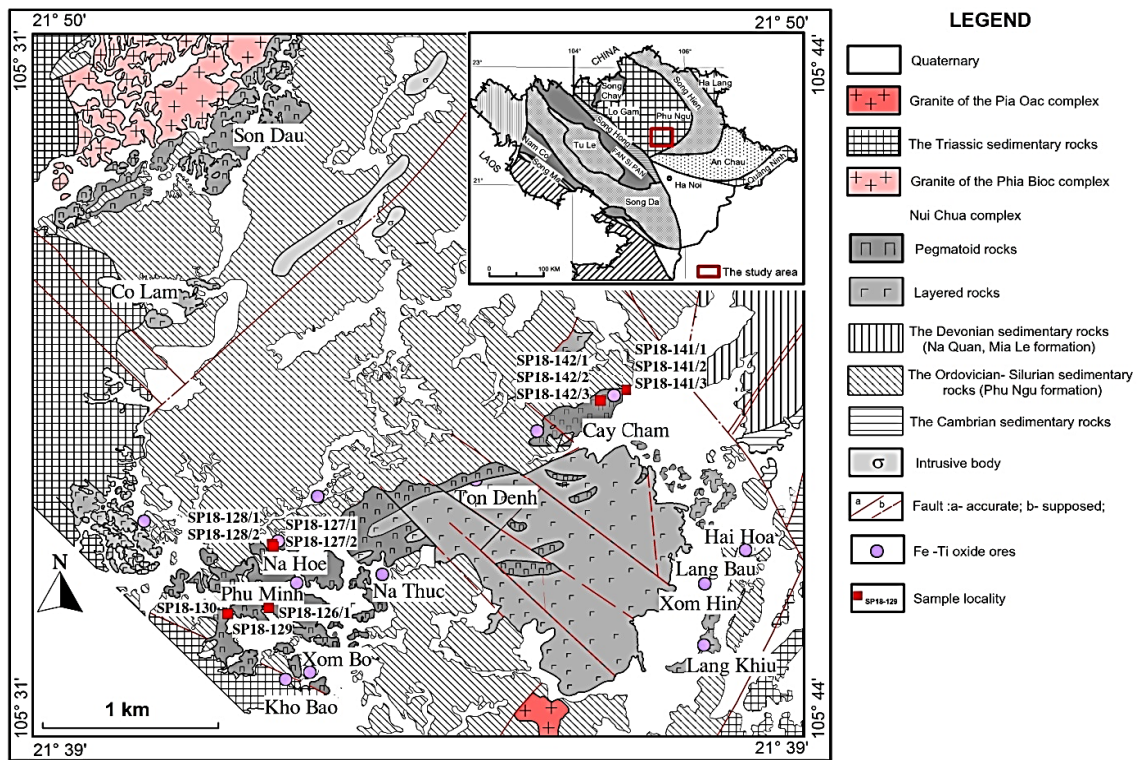 21° 50'
21° 50'
105° 31'
105° 44'
Son Dau
Co Lam
SP18-142/1
SP18-142/2
SP18-142/3
SP18-141/1
SP18-141/2
SP18-141/3
Cay Cham
Ton Denh
SP18-128/1
SP18-128/2
SP18-127/1
SP18-127/2
Na Hoe
Hai Hoa
Lang Bau
Phu Minh
Na Thuc
Xom Hin
SP18-130
SP18-126/1
SP18-129
Xom Bo
Lang Khiu
Kho Bao
N
1 km
105° 31'
105° 44'
21° 39'
21° 39'
104°
CHINA
106°
23°
Song Chay
Ha Lang
Song Hien
Lo Gam
Phu Ngu
Song Hong
FAN SI PAN
Tu Le
Nam Co
An Chau
LAOS
Song Ma
Quảng Ninh
21°
Ha Noi
Song Da
0
100 KM
The study area
LEGEND
Quaternary
Granite of the Pia Oac complex
The Triassic sedimentary rocks
Granite of the Phia Bioc complex
Nui Chua complex
Pegmatoid rocks
Layered rocks
The Devonian sedimentary rocks
(Na Quan, Mia Le formation)
The Ordovician- Silurian sedimentary
rocks (Phu Ngu formation)
The Cambrian sedimentary rocks
σ Intrusive body
a b Fault :a- accurate; b- supposed;
Fe -Ti oxide ores
SP18-129 Sample locality